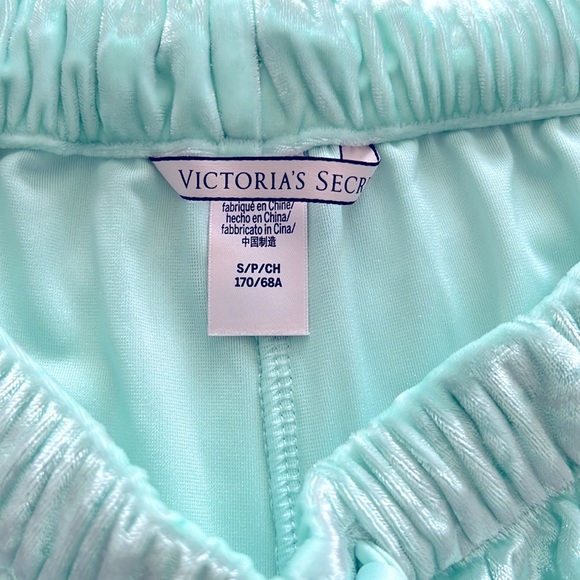 VICTORIA'S SECR
fabriqué en Chine/
hecho en China/
fabbricato in Cina/
中国制造
S/P/CH
170/68A